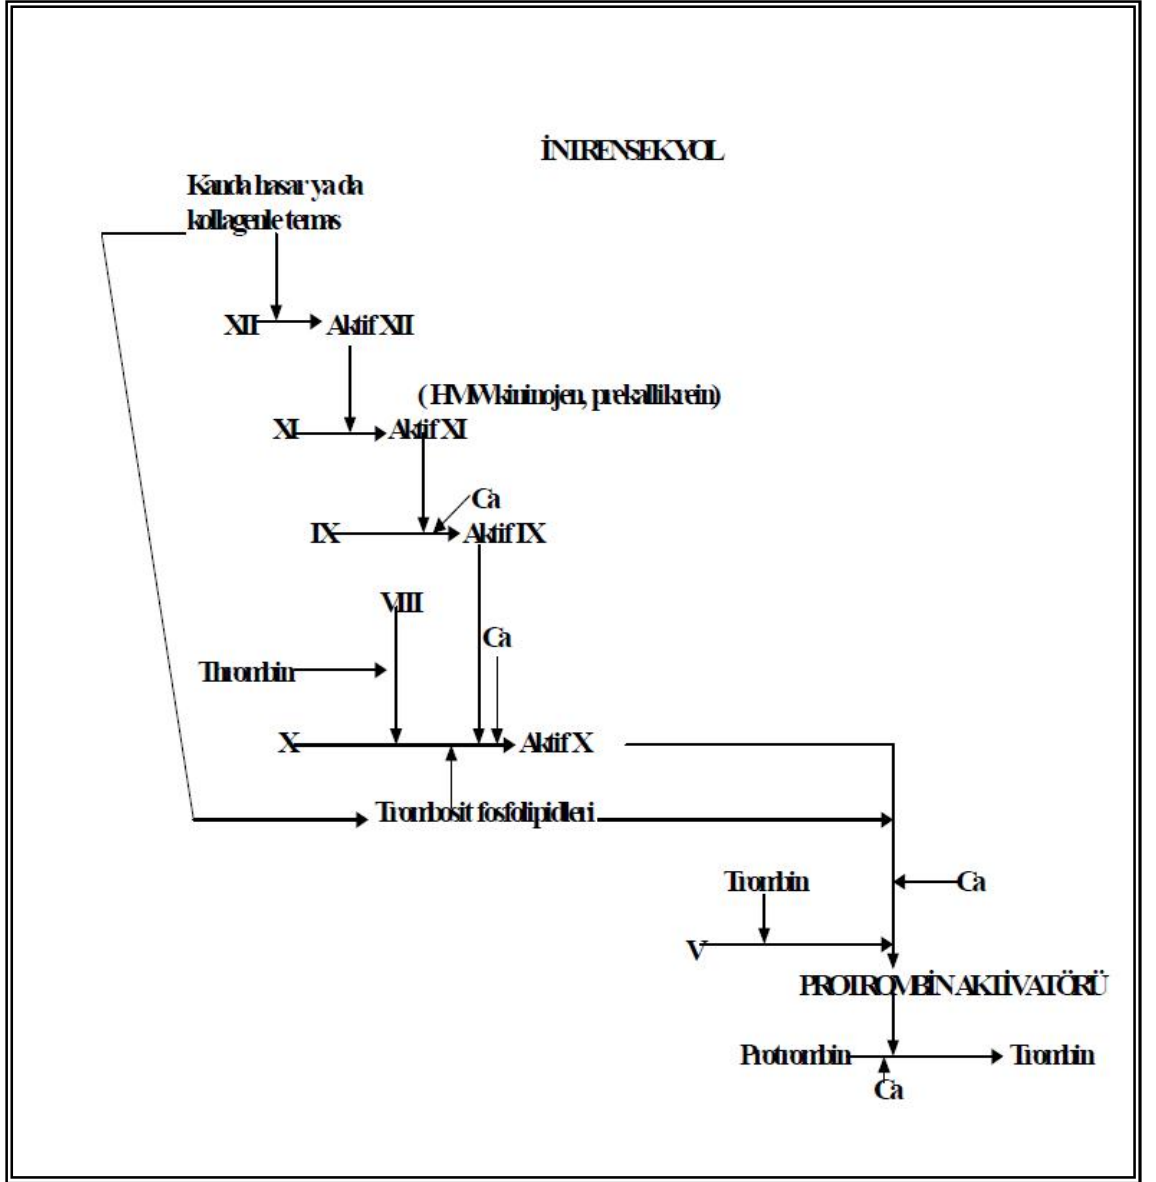 İNTRENSEK YOL
Kanda hasar ya da
kollagenle temas
XII Aktif XII
( HMW kininojen, prekallikrein)
XI Aktif XI
Ca
IX Aktif IX
VIII
Ca
Thrombin
X Aktif X
Trombosit fosfolipidleri
Trombin Ca
V
PROTROMBİN AKTİVATÖRÜ
Protrombin Trombin
Ca